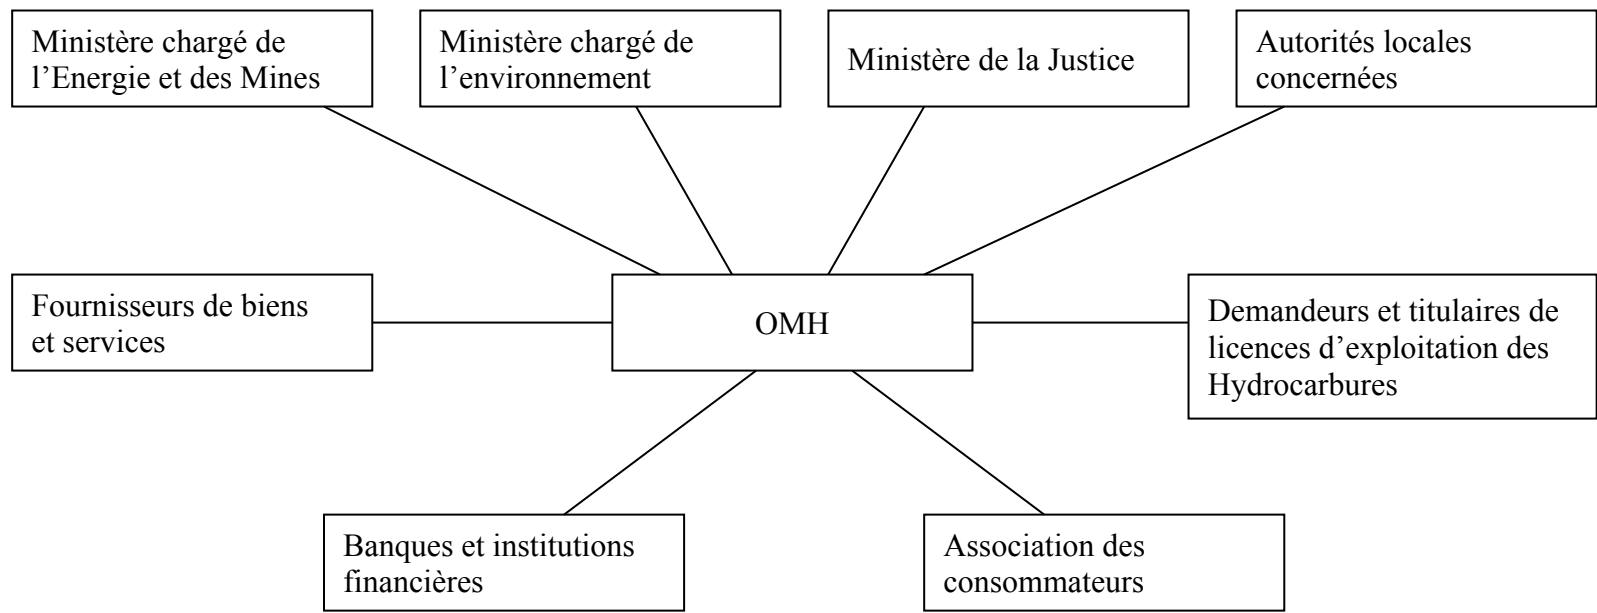 Ministère chargé de
l’Energie et des Mines
Ministère chargé de
l’environnement
Ministère de la Justice
Autorités locales
concernées
Fournisseurs de biens
et services
OMH
Demandeurs et titulaires de
licences d’exploitation des
Hydrocarbures
Banques et institutions
financières
Association des
consommateurs